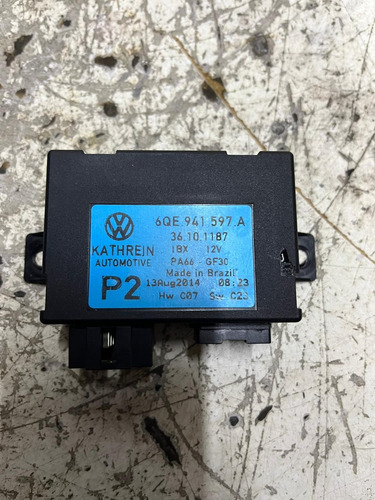 6QE.941 597.A
36.10.1187
IBX 12V
KATHREIN
AUTOMOTIVE
PA66 - GF30
Made in Brazil
P2
13Aug2014 08:23
Hw C07 Sw C23